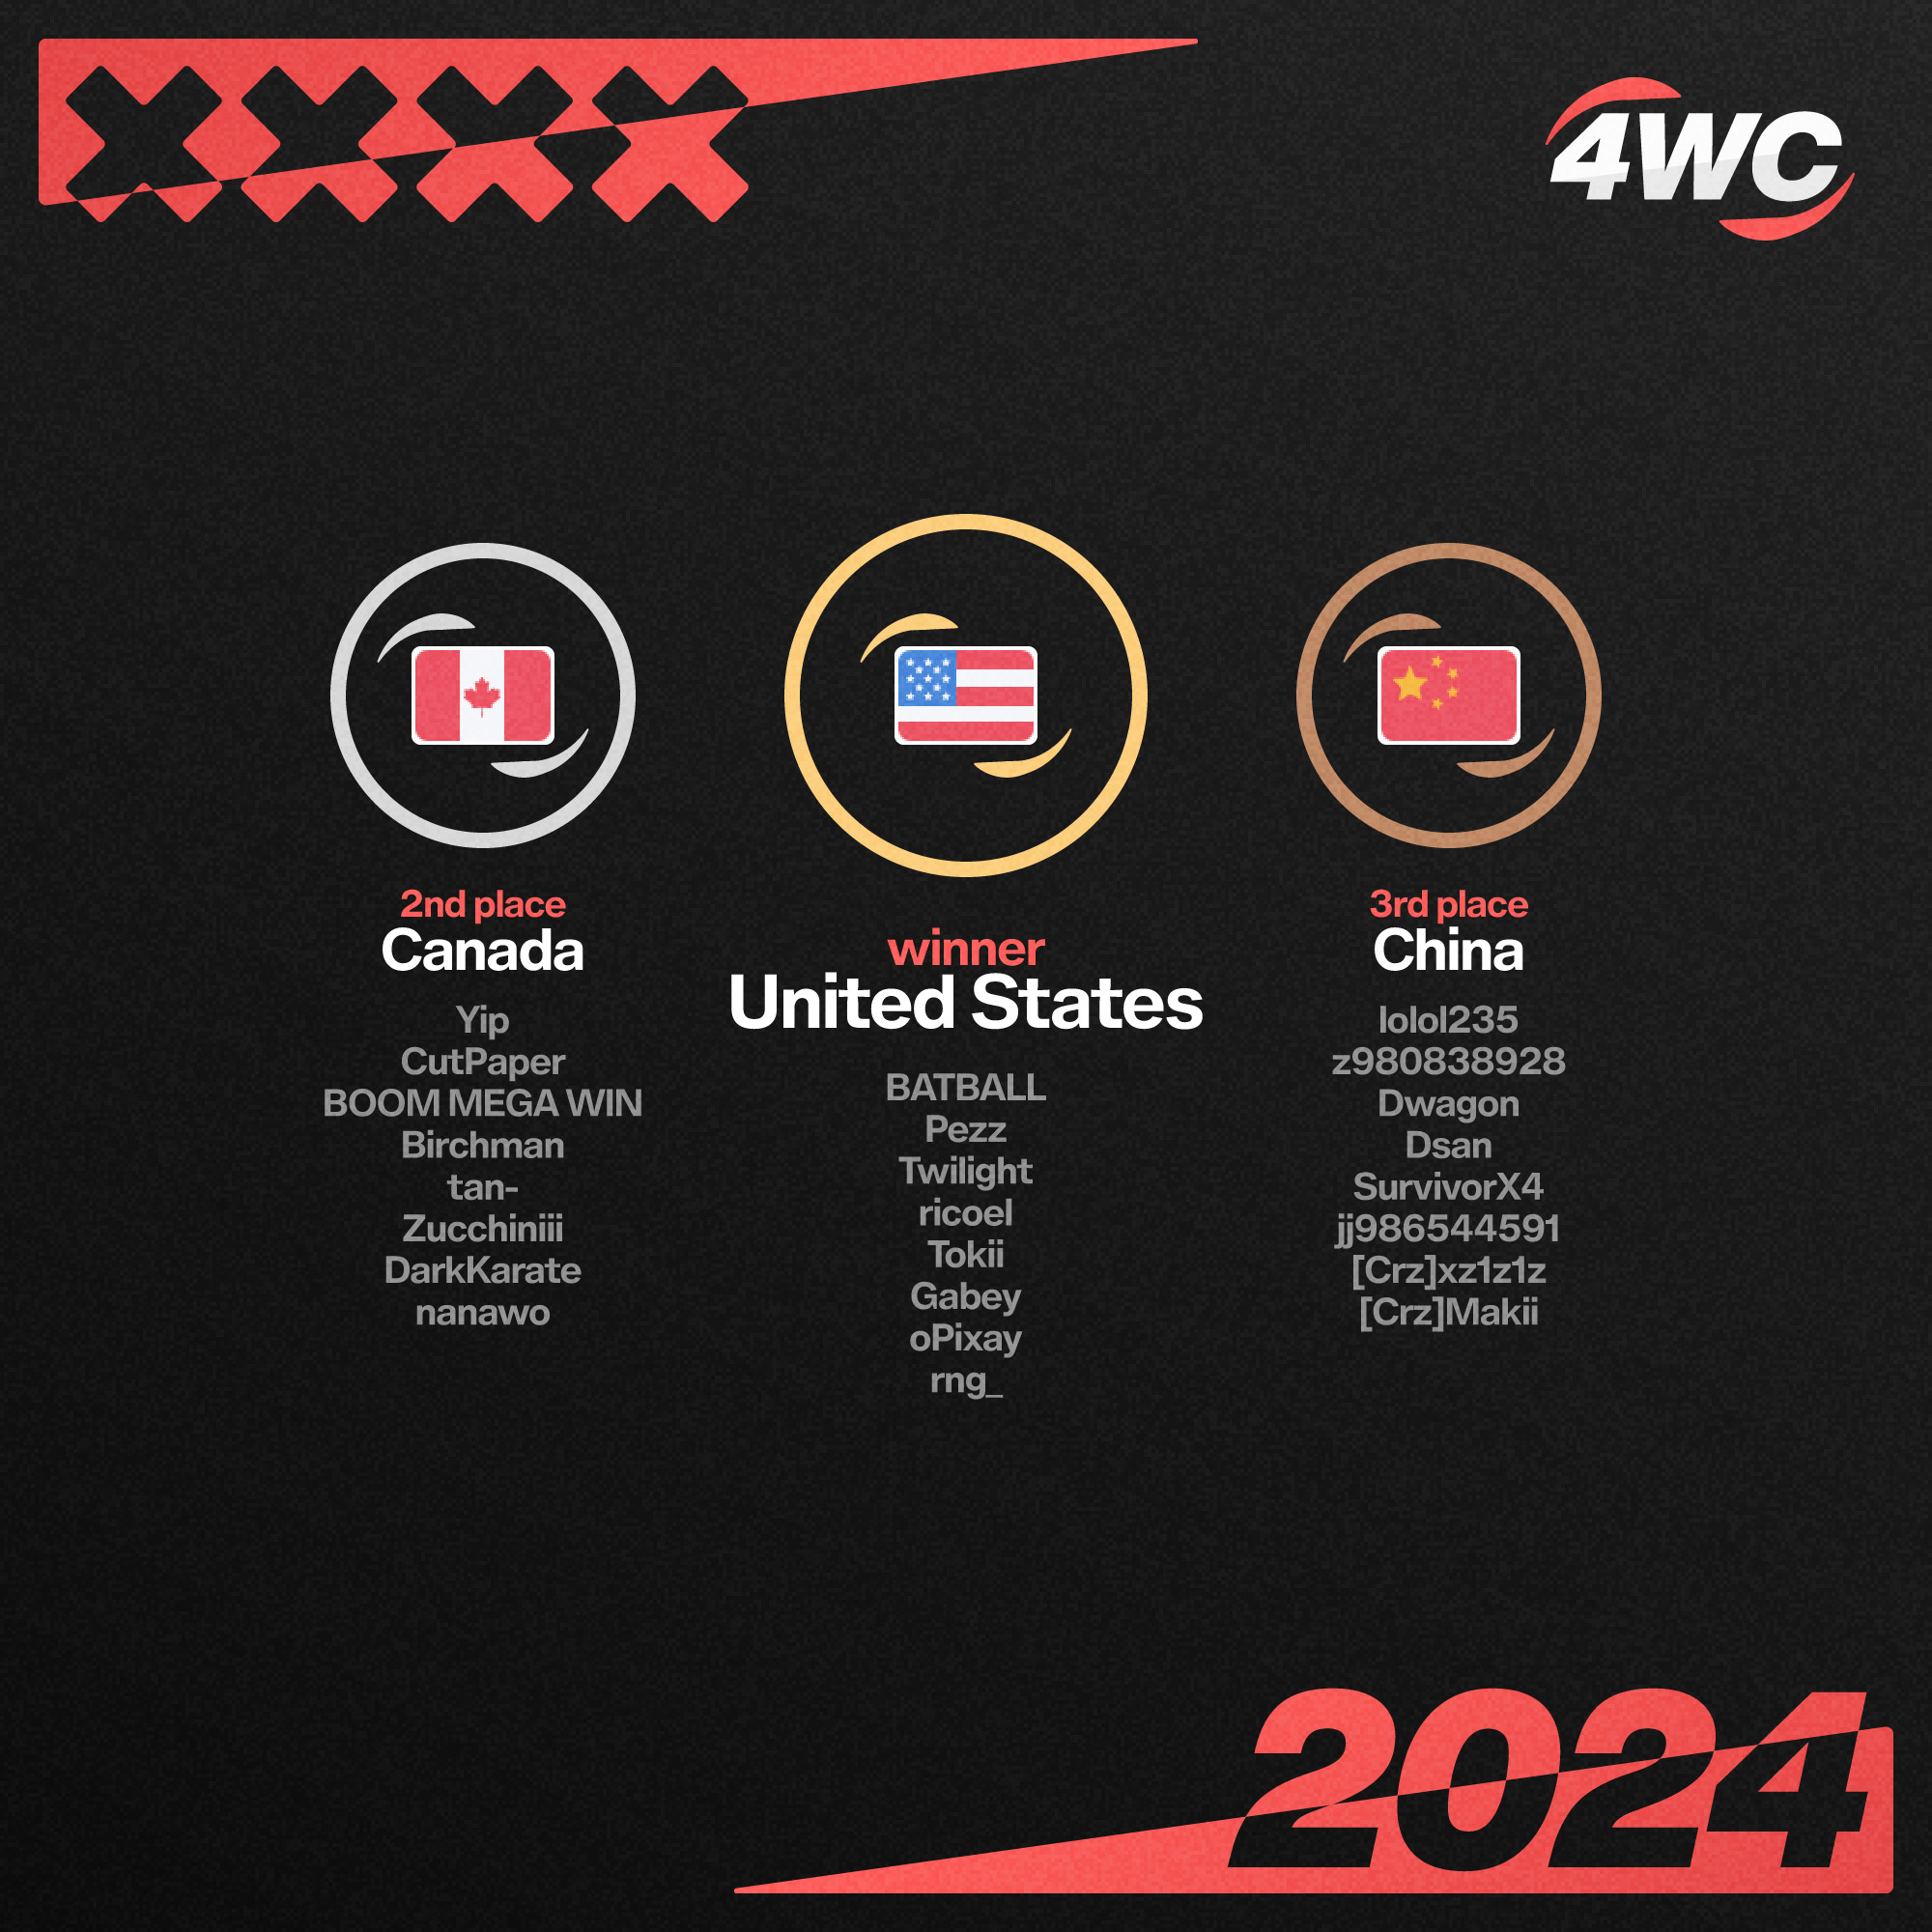 XXXX
4WC
2nd place
Canada
Yip
CutPaper
BOOM MEGA WIN
Birchman
tan-
Zucchiniii
DarkKarate
nanawo
winner
United States
BATBALL
Pezz
Twilight
ricoel
Tokii
Gabey
oPixay
rng_
3rd place
China
lolol235
z980838928
Dwagon
Dsan
SurvivorX4
jj986544591
[Crz]xz1z1z
[Crz]Makii
2024